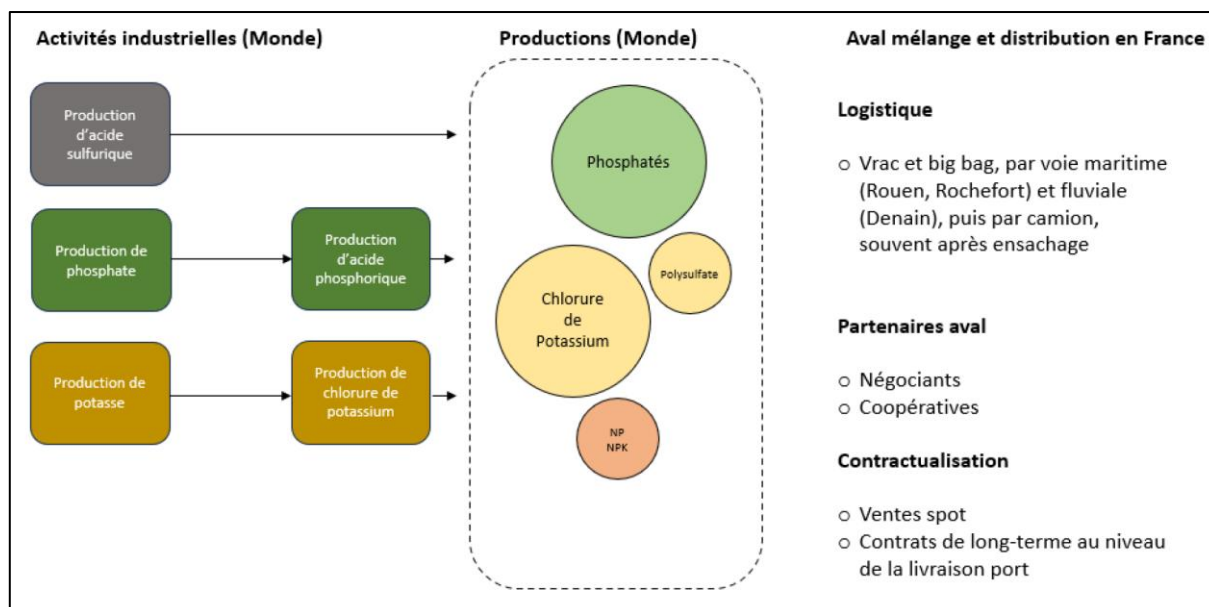 Activités industrielles (Monde)
Production
d'acide
sulfurique
Production de
phosphate
Production
d'acide
phosphorique
Production de
potasse
Production de
chlorure de
potassium
Productions (Monde)
Phosphatés
Polysulfate
Chlorure
de
Potassium
NP
NPK
Aval mélange et distribution en France
Logistique
o Vrac et big bag, par voie maritime
(Rouen, Rochefort) et fluviale
(Denain), puis par camion,
souvent après ensachage
Partenaires aval
o Négociants
o Coopératives
Contractualisation
o Ventes spot
o Contrats de long-terme au niveau
de la livraison port